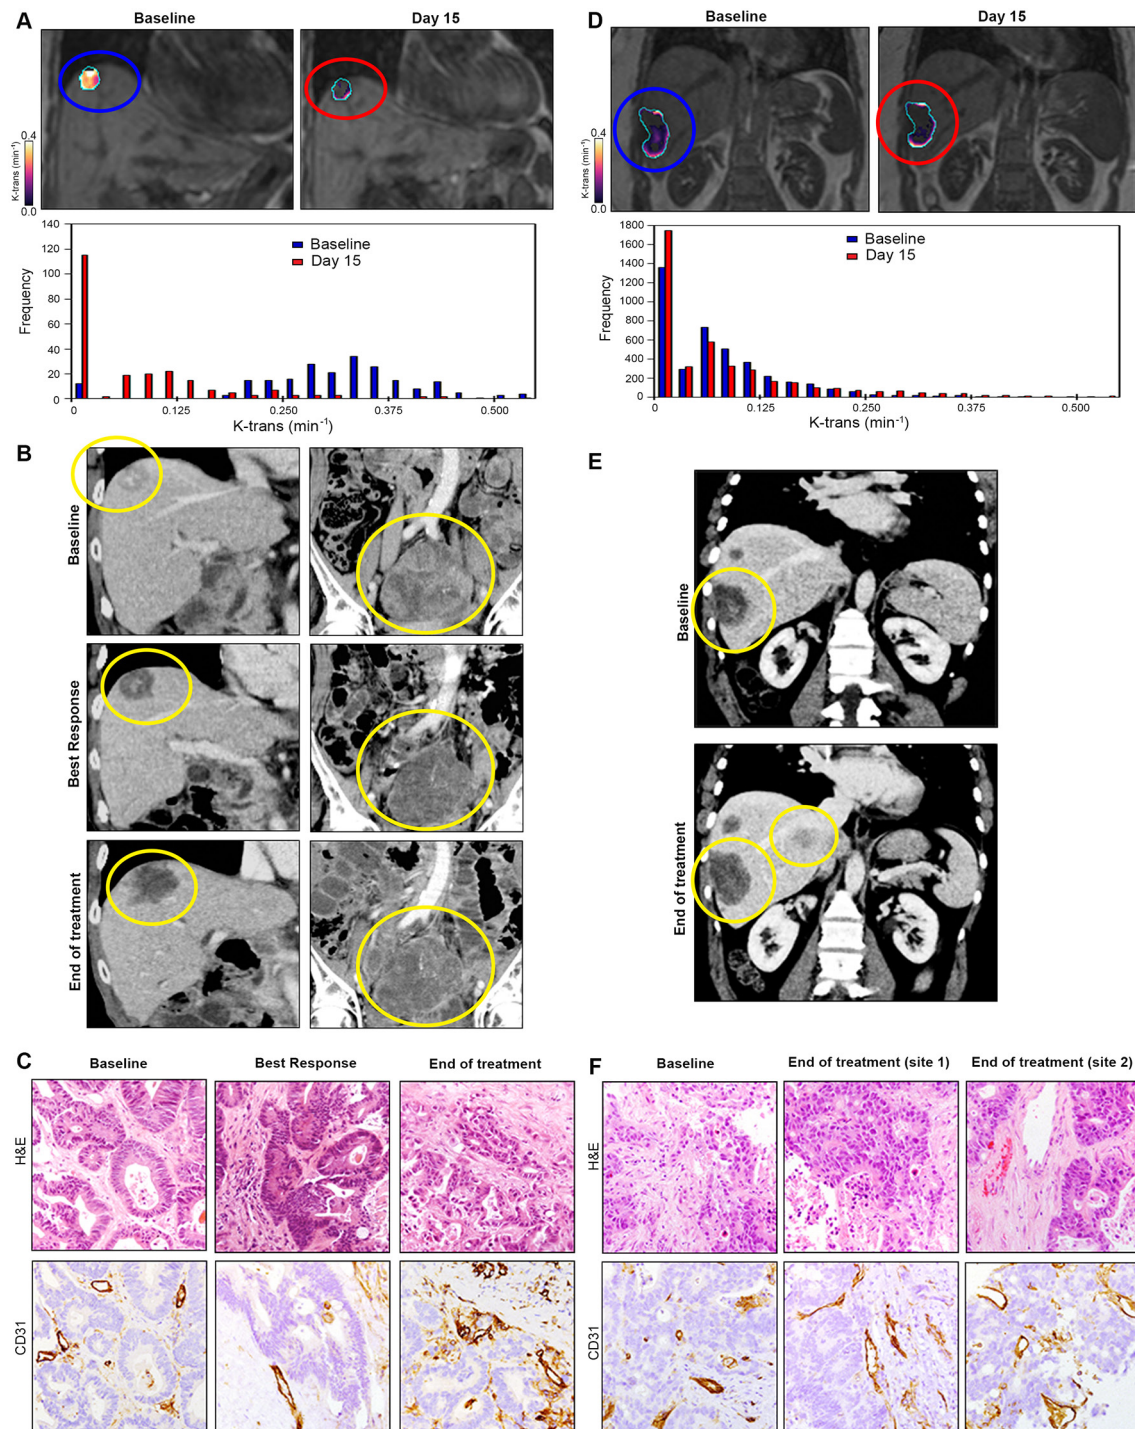 A
Baseline
Day 15
0.4
K-trans (min⁻¹)
0.0
140
120
100
80
60
40
20
0
Frequency
Baseline
Day 15
0
0.125
0.250
0.375
0.500
K-trans (min⁻¹)
B
Baseline
Best Response
End of treatment
C
Baseline
Best Response
End of treatment
H&E
CD31
D
Baseline
Day 15
0.4
K-trans (min⁻¹)
0.0
1800
1600
1400
1200
1000
800
600
400
200
0
Frequency
Baseline
Day 15
0
0.125
0.250
0.375
0.500
K-trans (min⁻¹)
E
Baseline
End of treatment
F
Baseline
End of treatment (site 1)
End of treatment (site 2)
H&E
CD31